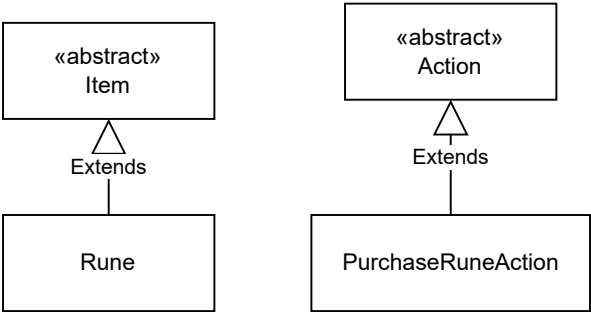 «abstract»
Item
Extends
Rune
«abstract»
Action
Extends
PurchaseRuneAction